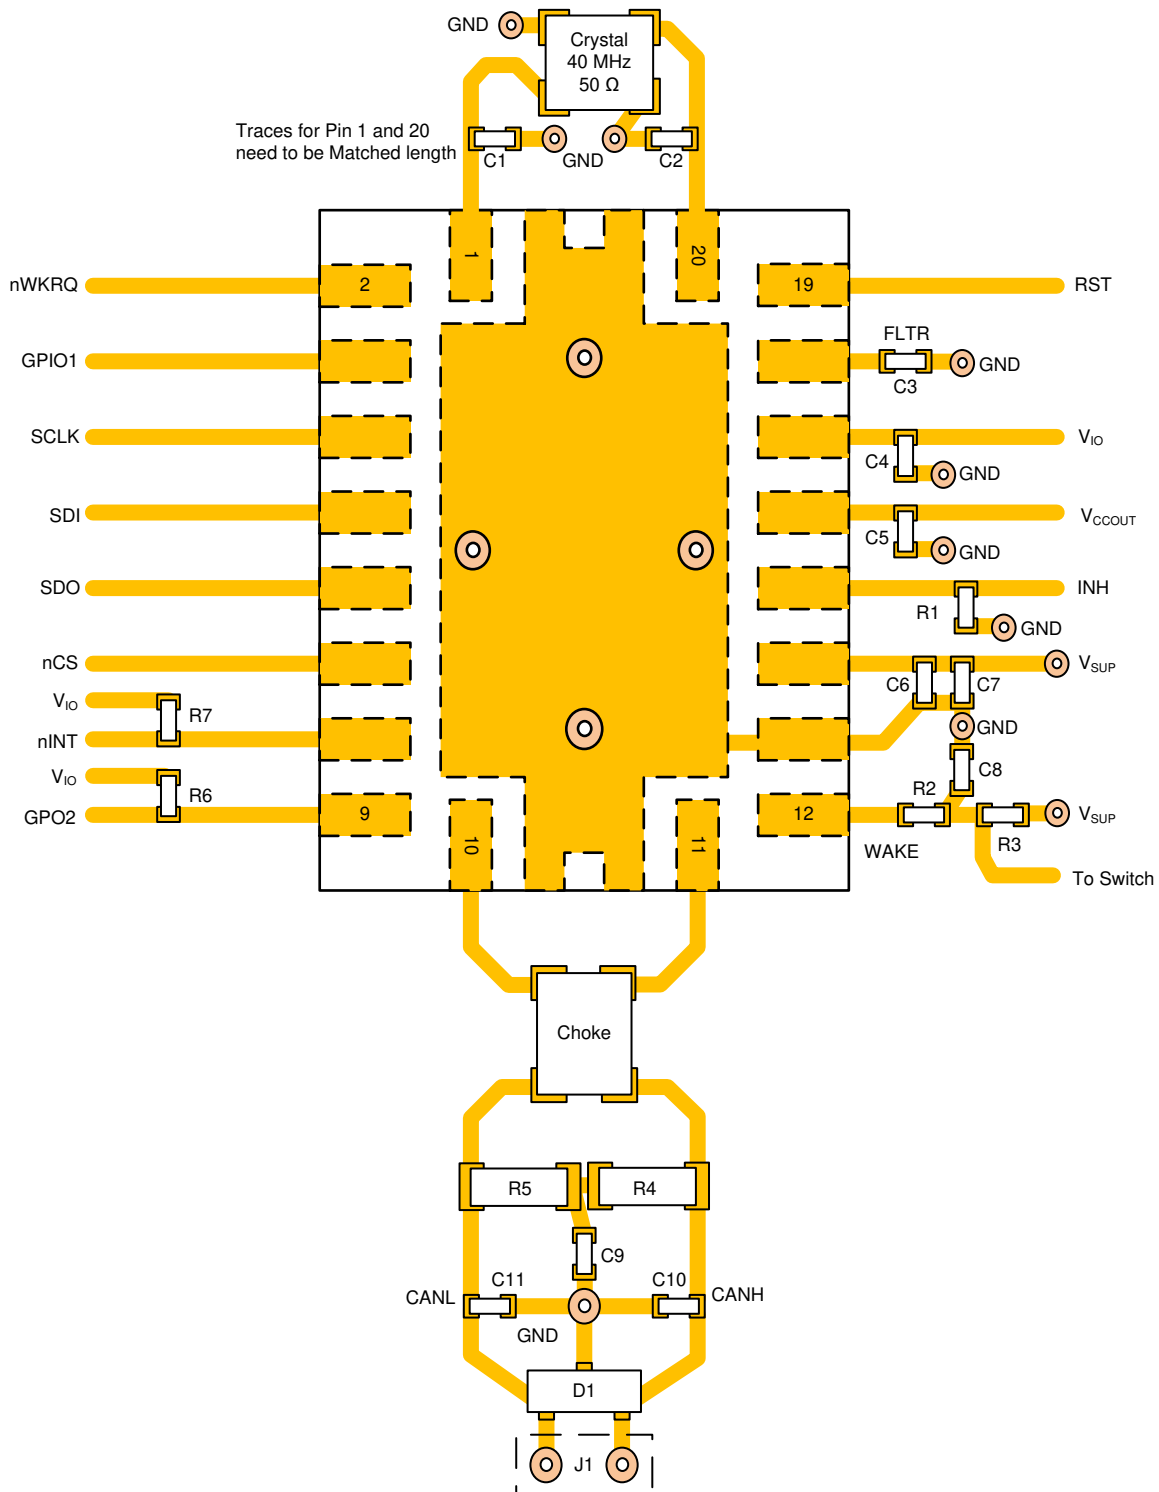 GND
Crystal
40 MHz
50 Ω
Traces for Pin 1 and 20
need to be Matched length
C1
GND
C2
1
20
nWKRQ
2
19
RST
GPIO1
FLTR
C3
GND
SCLK
VIO
C4
GND
SDI
VCCOUT
C5
GND
SDO
INH
R1
GND
nCS
VSUP
C6
C7
VIO
R7
nINT
GND
VIO
R6
C8
R2
GPO2
9
12
VSUP
R3
10
11
WAKE
To Switch
Choke
R5
R4
C9
C11
C10
CANL
CANH
GND
D1
J1